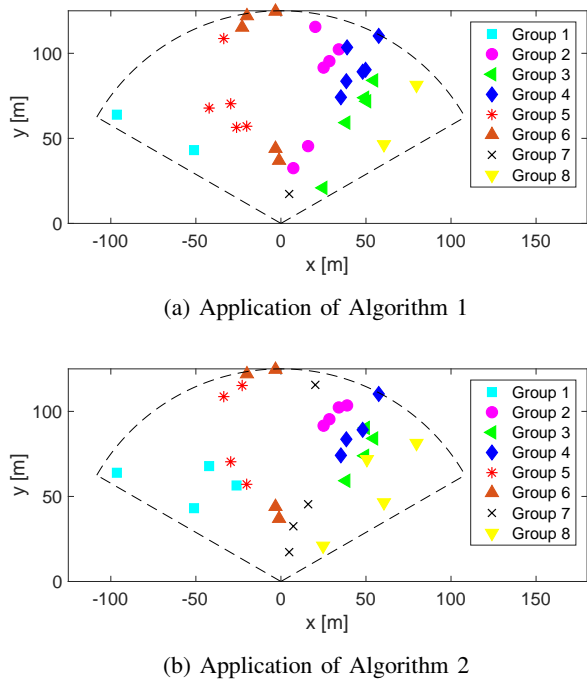 100
50
0
y [m]
-100 -50 0 50 100 150
x [m]
Group 1
Group 2
Group 3
Group 4
Group 5
Group 6
Group 7
Group 8
(a) Application of Algorithm 1
100
50
0
y [m]
-100 -50 0 50 100 150
x [m]
Group 1
Group 2
Group 3
Group 4
Group 5
Group 6
Group 7
Group 8
(b) Application of Algorithm 2